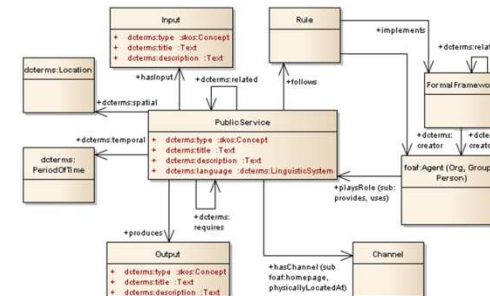 Input
+ dcterms:type :skos:Concept
+ dcterms:title :Text
+ dcterms:description :Text
Rule
+implements
+dcterms:relat
dcterms:Location
+hasInput
+dcterms:related
+follows
Formal Framewo
+dcterms:spatial
PublicService
+ dcterms:type :skos:Concept
+ dcterms:title :Text
+ dcterms:description :Text
+ dcterms:language :dcterms:LinguisticSystem
+dcterms:temporal
+dcterms:
creator
+dcte
creato
dcterms:
PeriodOfTime
foaf:Agent (Org, Group
Person)
+playsRole (sub:
provides, uses)
+produces
+dcterms:
requires
Output
+ dcterms:type :skos:Concept
+ dcterms:title :Text
+ dcterms:description :Text
+hasChannel (sub
foaf:homepage,
physicallyLocatedAt)
Channel